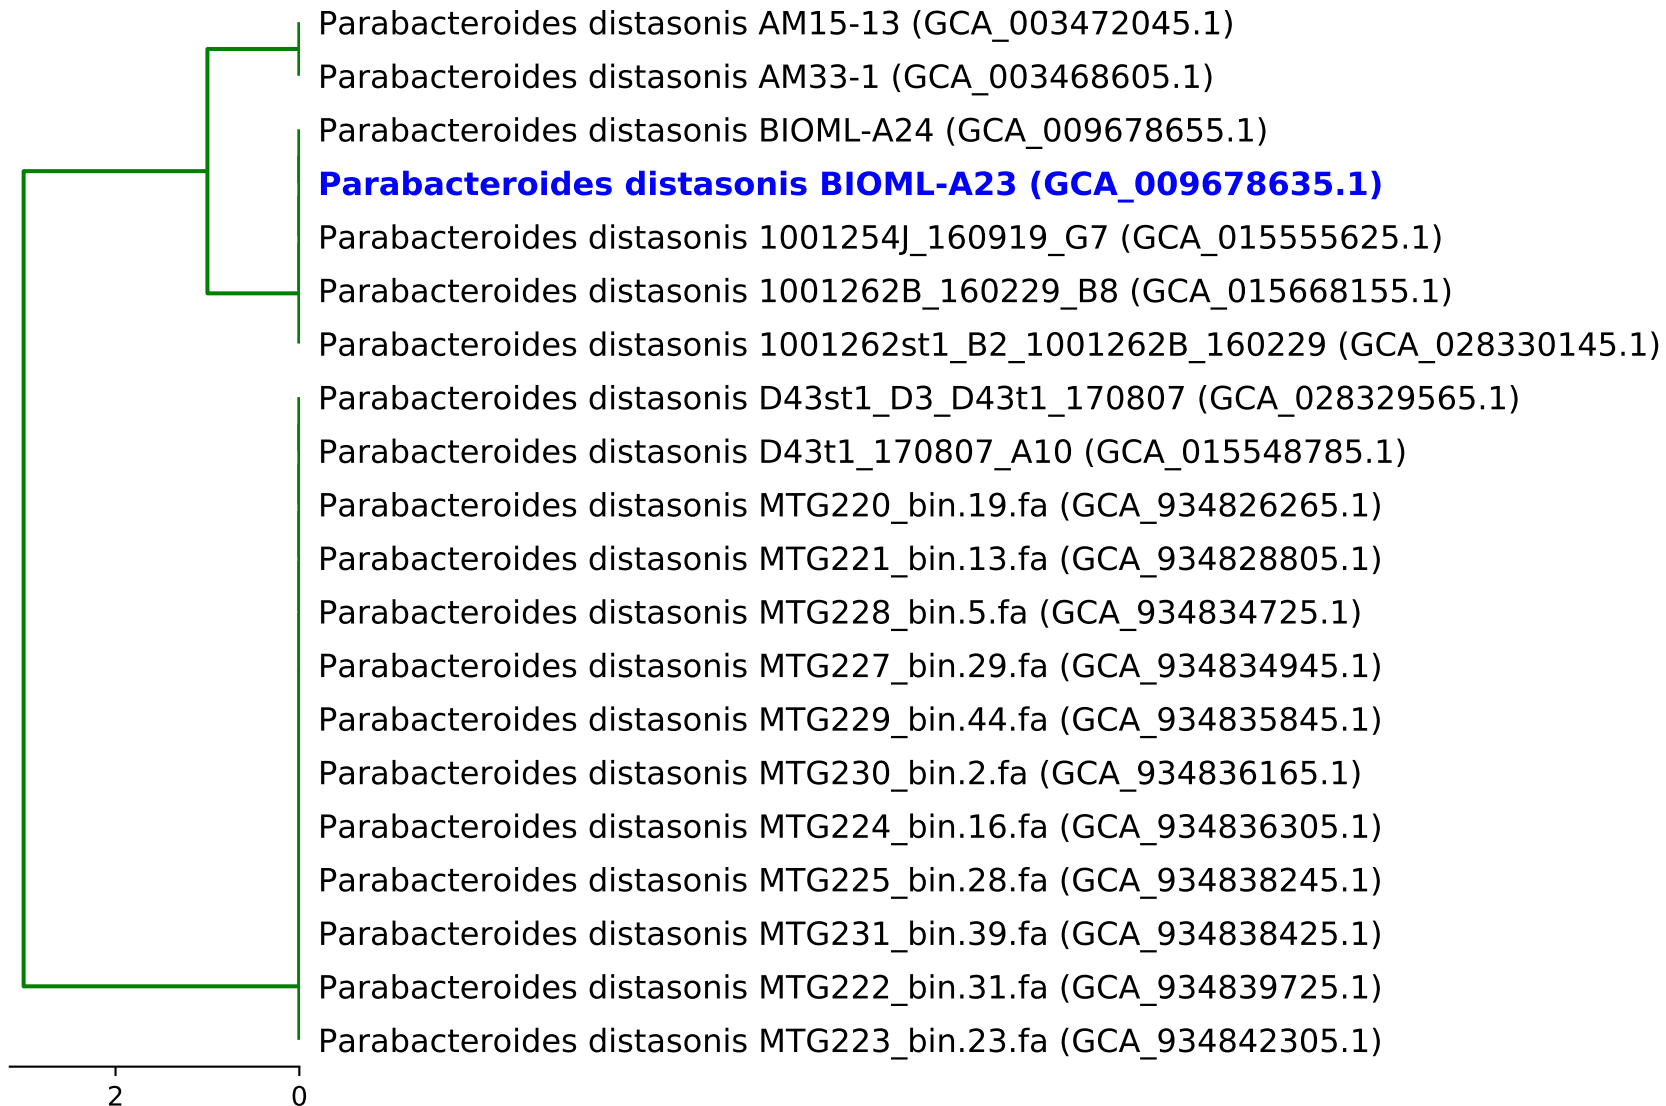 Parabacteroides distasonis AM15-13 (GCA_003472045.1)
Parabacteroides distasonis AM33-1 (GCA_003468605.1)
Parabacteroides distasonis BIOML-A24 (GCA_009678655.1)
Parabacteroides distasonis BIOML-A23 (GCA_009678635.1)
Parabacteroides distasonis 1001254J_160919_G7 (GCA_015555625.1)
Parabacteroides distasonis 1001262B_160229_B8 (GCA_015668155.1)
Parabacteroides distasonis 1001262st1_B2_1001262B_160229 (GCA_028330145.1)
Parabacteroides distasonis D43st1_D3_D43t1_170807 (GCA_028329565.1)
Parabacteroides distasonis D43t1_170807_A10 (GCA_015548785.1)
Parabacteroides distasonis MTG220_bin.19.fa (GCA_934826265.1)
Parabacteroides distasonis MTG221_bin.13.fa (GCA_934828805.1)
Parabacteroides distasonis MTG228_bin.5.fa (GCA_934834725.1)
Parabacteroides distasonis MTG227_bin.29.fa (GCA_934834945.1)
Parabacteroides distasonis MTG229_bin.44.fa (GCA_934835845.1)
Parabacteroides distasonis MTG230_bin.2.fa (GCA_934836165.1)
Parabacteroides distasonis MTG224_bin.16.fa (GCA_934836305.1)
Parabacteroides distasonis MTG225_bin.28.fa (GCA_934838245.1)
Parabacteroides distasonis MTG231_bin.39.fa (GCA_934838425.1)
Parabacteroides distasonis MTG222_bin.31.fa (GCA_934839725.1)
Parabacteroides distasonis MTG223_bin.23.fa (GCA_934842305.1)
2 0